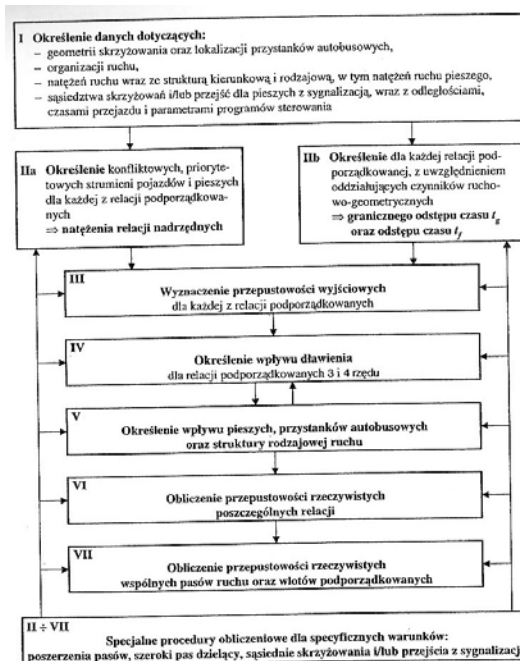 I Określenie danych dotyczących:
– geometrii skrzyżowania oraz lokalizacji przystanków autobusowych,
– organizacji ruchu,
– natężeń ruchu wraz ze strukturą kierunkową i rodzajową, w tym natężeń ruchu pieszego,
– sąsiedztwa skrzyżowań i/lub przejść dla pieszych z sygnalizacją, wraz z odległościami,
czasami przejazdu i parametrami programów sterowania
IIa Określenie konfliktowych, prioryte-
towych strumieni pojazdów i pieszych
dla każdej z relacji podporządkowa-
nych
⇒ natężenia relacji nadrzędnych
IIb Określenie dla każdej relacji pod-
porządkowanej, z uwzględnieniem
oddziałujących czynników rucho-
wo-geometrycznych
⇒ granicznego odstępu czasu t_g
oraz odstępu czasu t_f
III
Wyznaczenie przepustowości wyjściowych
dla każdej z relacji podporządkowanych
IV
Określenie wpływu dławienia
dla relacji podporządkowanych 3 i 4 rzędu
V
Określenie wpływu pieszych, przystanków autobusowych
oraz struktury rodzajowej ruchu
VI
Obliczenie przepustowości rzeczywistych
poszczególnych relacji
VII
Obliczenie przepustowości rzeczywistych
wspólnych pasów ruchu oraz wlotów podporządkowanych
II ÷ VII
Specjalne procedury obliczeniowe dla specyficznych warunków:
poszerzenia pasów, szeroki pas dzielący, sąsiednie skrzyżowania i/lub przejścia z sygnalizacj